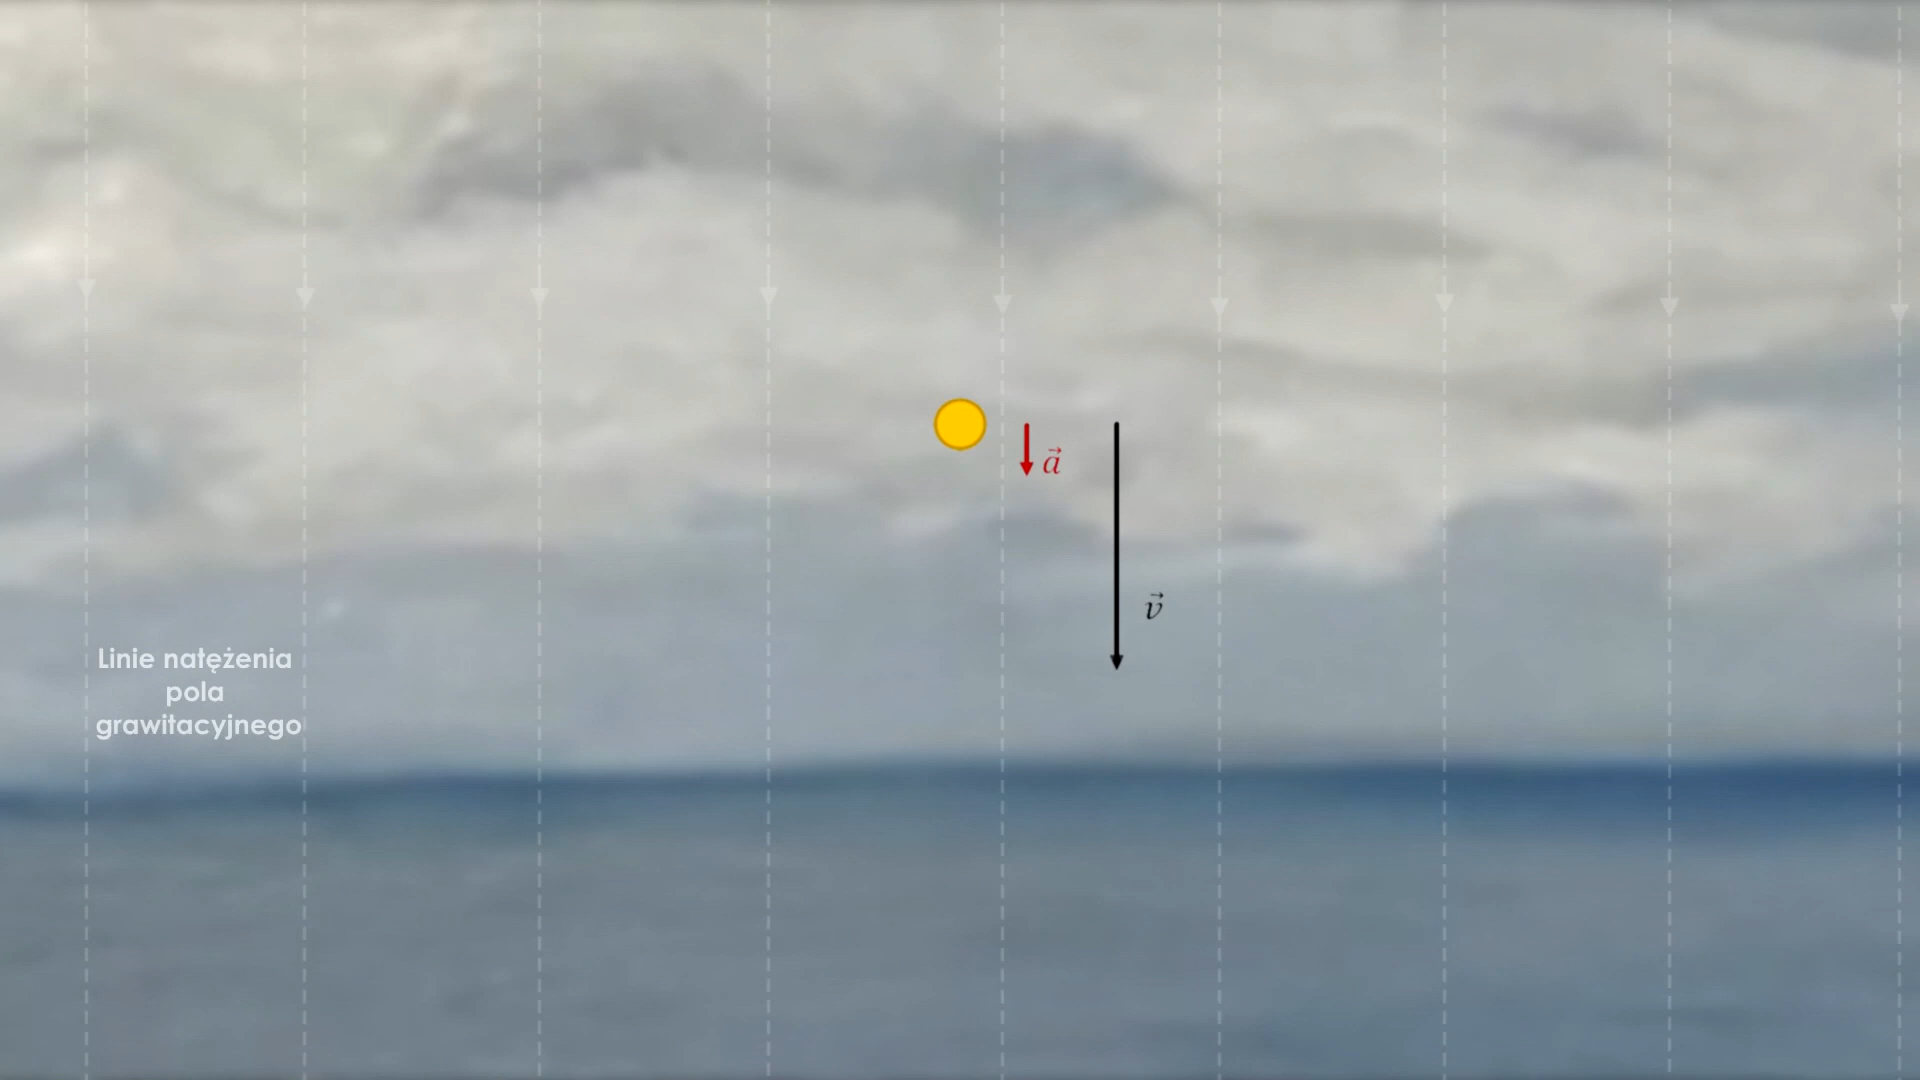 a⃗
v⃗
Linie natężenia
pola
grawitacyjnego